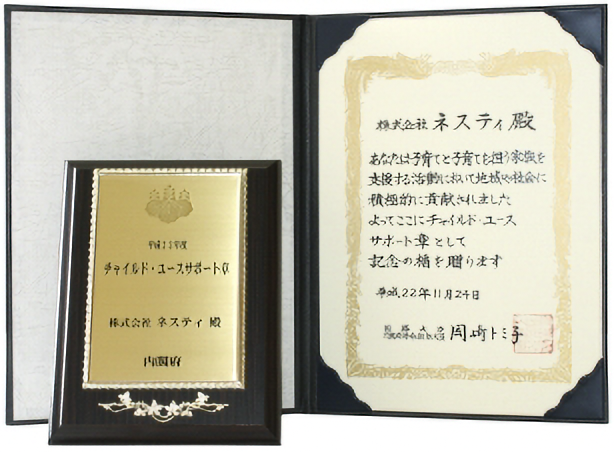 平成22年度
チャイルド・ユースサポート章
株式会社 ネスティ 殿
内閣府
株式会社 ネスティ 殿
あなたは子育てと子育てを担う家族を
支援する活動において地域や社会に
積極的に貢献されました
よってここにチャイルド・ユース
サポート章として
記念の楯を贈ります
平成22年11月24日
岡崎トミ子